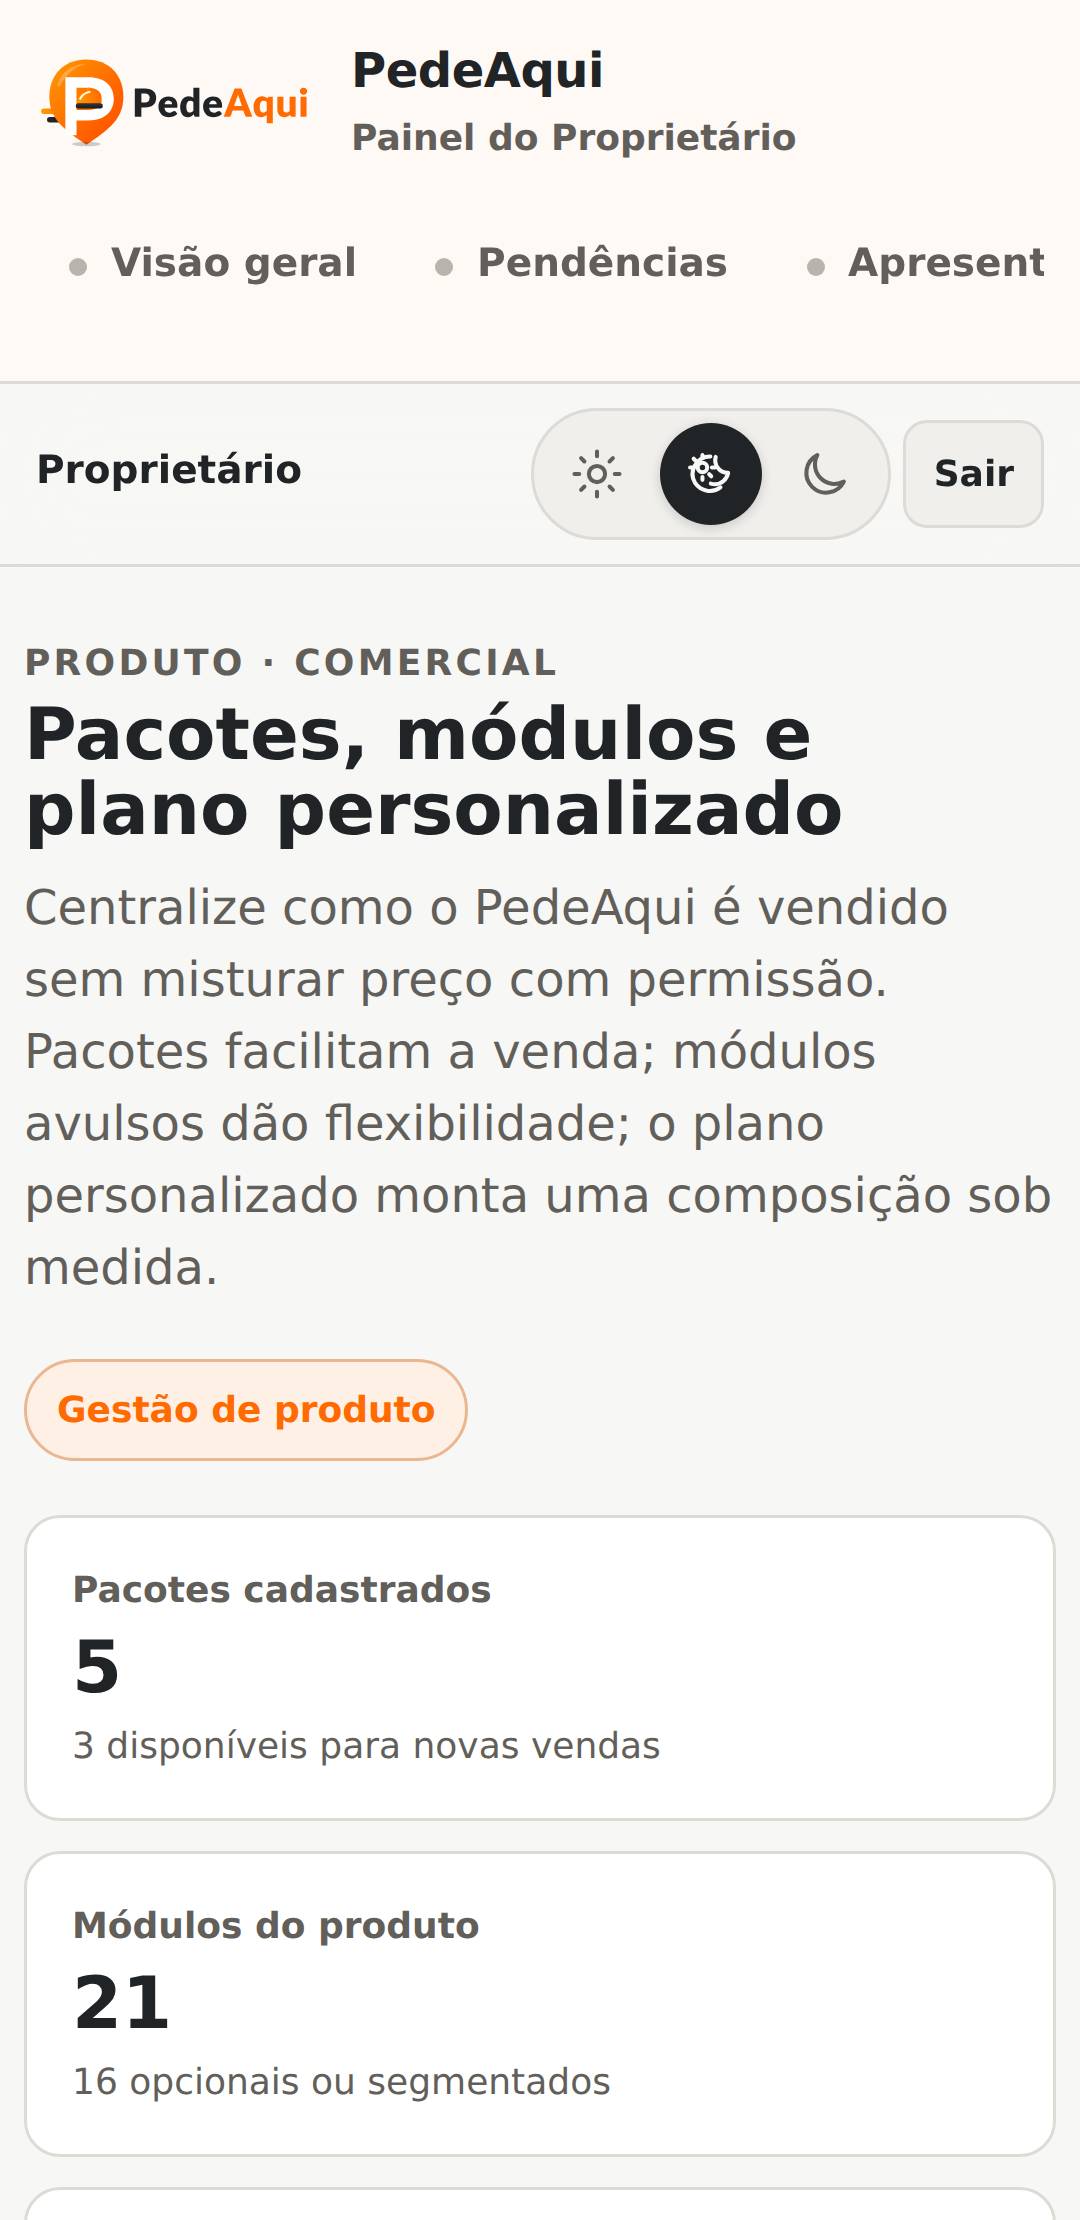 PedeAqui
PedeAqui
Painel do Proprietário
Visão geral
Pendências
Apresent
Proprietário
Sair
PRODUTO · COMERCIAL
Pacotes, módulos e
plano personalizado
Centralize como o PedeAqui é vendido
sem misturar preço com permissão.
Pacotes facilitam a venda; módulos
avulsos dão flexibilidade; o plano
personalizado monta uma composição sob
medida.
Gestão de produto
Pacotes cadastrados
5
3 disponíveis para novas vendas
Módulos do produto
21
16 opcionais ou segmentados